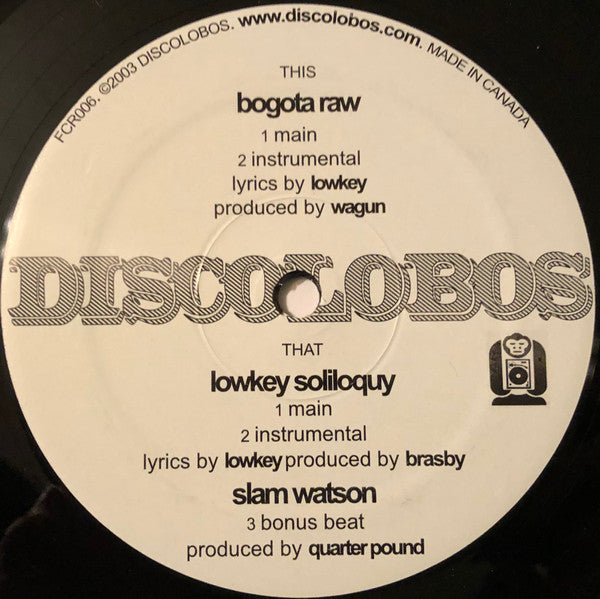 FCR006. ©2003 DISCOLOBOS. www.discolobos.com. MADE IN CANADA
THIS
bogota raw
1 main
2 instrumental
lyrics by lowkey
produced by wagun
DISCOLOBOS
THAT
lowkey soliloquy
1 main
2 instrumental
lyrics by lowkey produced by brasby
slam watson
3 bonus beat
produced by quarter pound